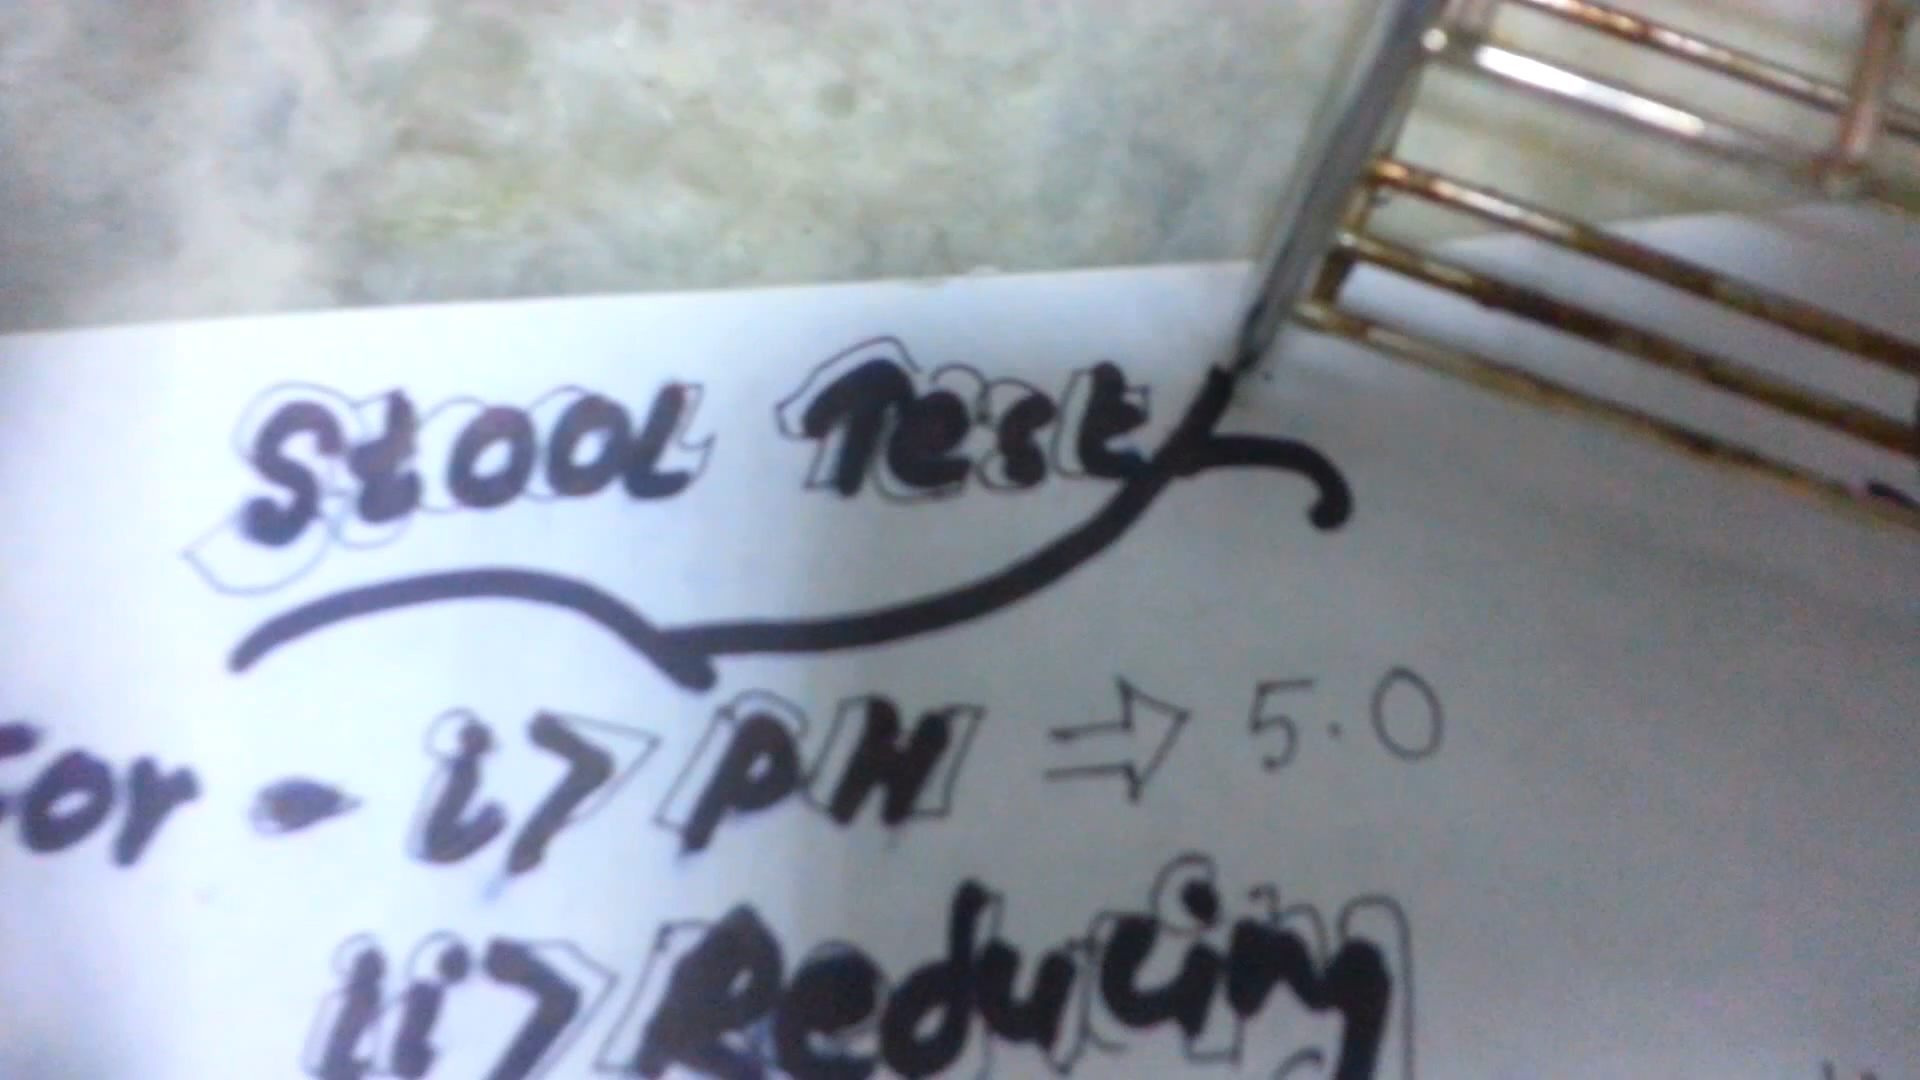 Stool Test
For - i> pH ⇒ 5.0
ii> Reducing